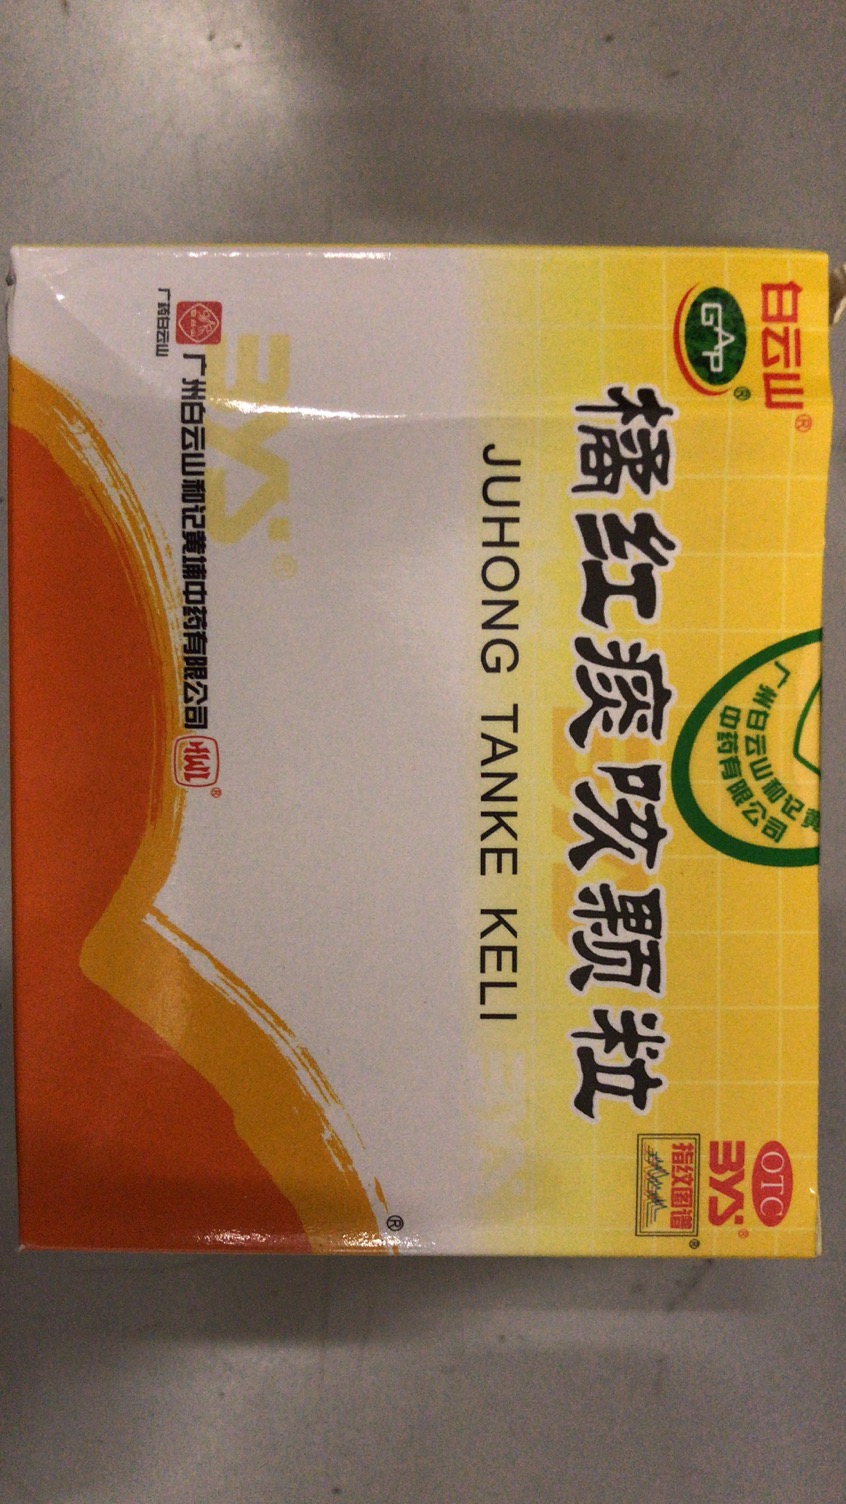 白云山®
GAP®
OTC
BYS®
指纹图谱®
广州白云山和记黄
中药有限公司
橘红痰咳颗粒
JUHONG TANKE KELI
BYS®
广药白云山
广州白云山和记黄埔中药有限公司
®
®